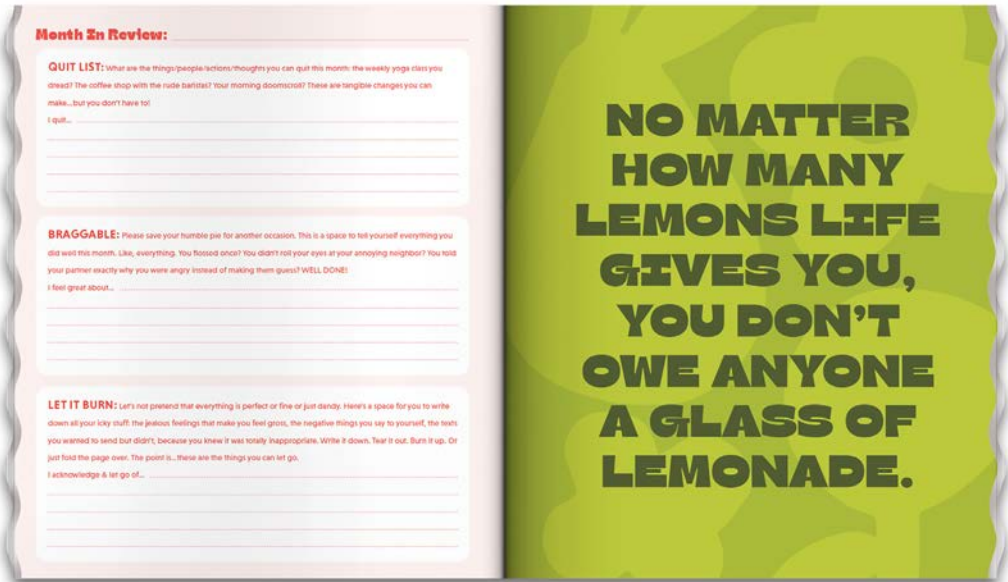 Month In Review:
QUIT LIST: What are the things/people/actions/thoughts you can quit this month: the weekly yoga class you
dread? The coffee shop with the rude baristas? Your morning doomscroll? These are tangible changes you can
make...but you don't have to!
I quit...
BRAGGABLE: Please save your humble pie for another occasion. This is a space to tell yourself everything you
did well this month. Like, everything. You flossed once? You didn't roll your eyes at your annoying neighbor? You told
your partner exactly why you were angry instead of making them guess? WELL DONE!
I feel great about...
LET IT BURN: Let's not pretend that everything is perfect or fine or just dandy. Here's a space for you to write
down all your icky stuff: the jealous feelings that make you feel gross, the negative things you say to yourself, the texts
you wanted to send but didn't, because you knew it was totally inappropriate. Write it down. Tear it out. Burn it up. Or
just fold the page over. The point is...these are the things you can let go.
I acknowledge & let go of...
NO MATTER
HOW MANY
LEMONS LIFE
GIVES YOU,
YOU DON'T
OWE ANYONE
A GLASS OF
LEMONADE.